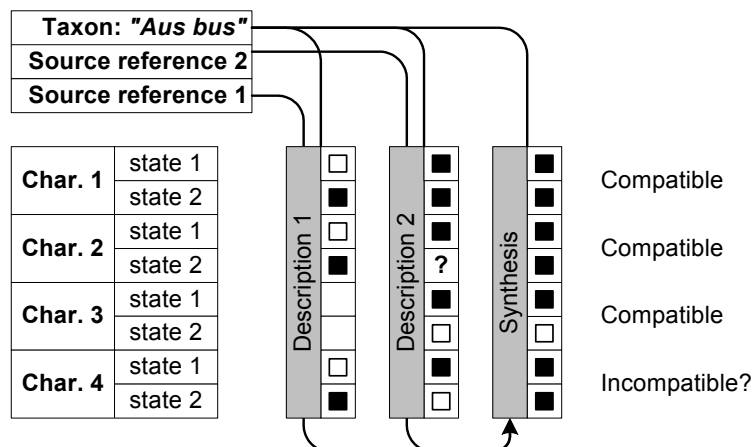 Taxon: "Aus bus"
Source reference 2
Source reference 1
Char. 1
state 1
state 2
Char. 2
state 1
state 2
Char. 3
state 1
state 2
Char. 4
state 1
state 2
Description 1
Description 2
?
Synthesis
Compatible
Compatible
Compatible
Incompatible?